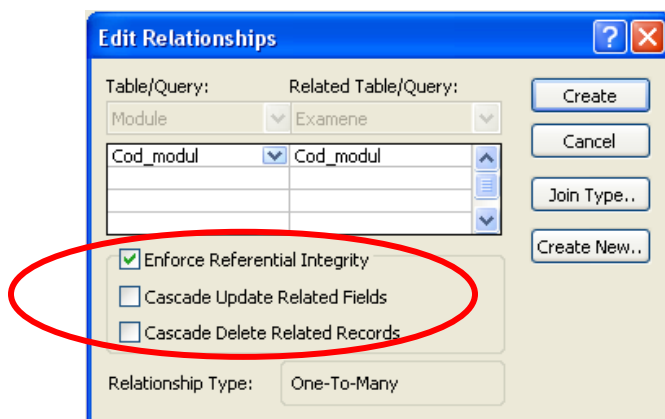 Edit Relationships
Table/Query: Related Table/Query:
Module Examene
Cod_modul Cod_modul
Create
Cancel
Join Type..
Create New..
Enforce Referential Integrity
Cascade Update Related Fields
Cascade Delete Related Records
Relationship Type: One-To-Many